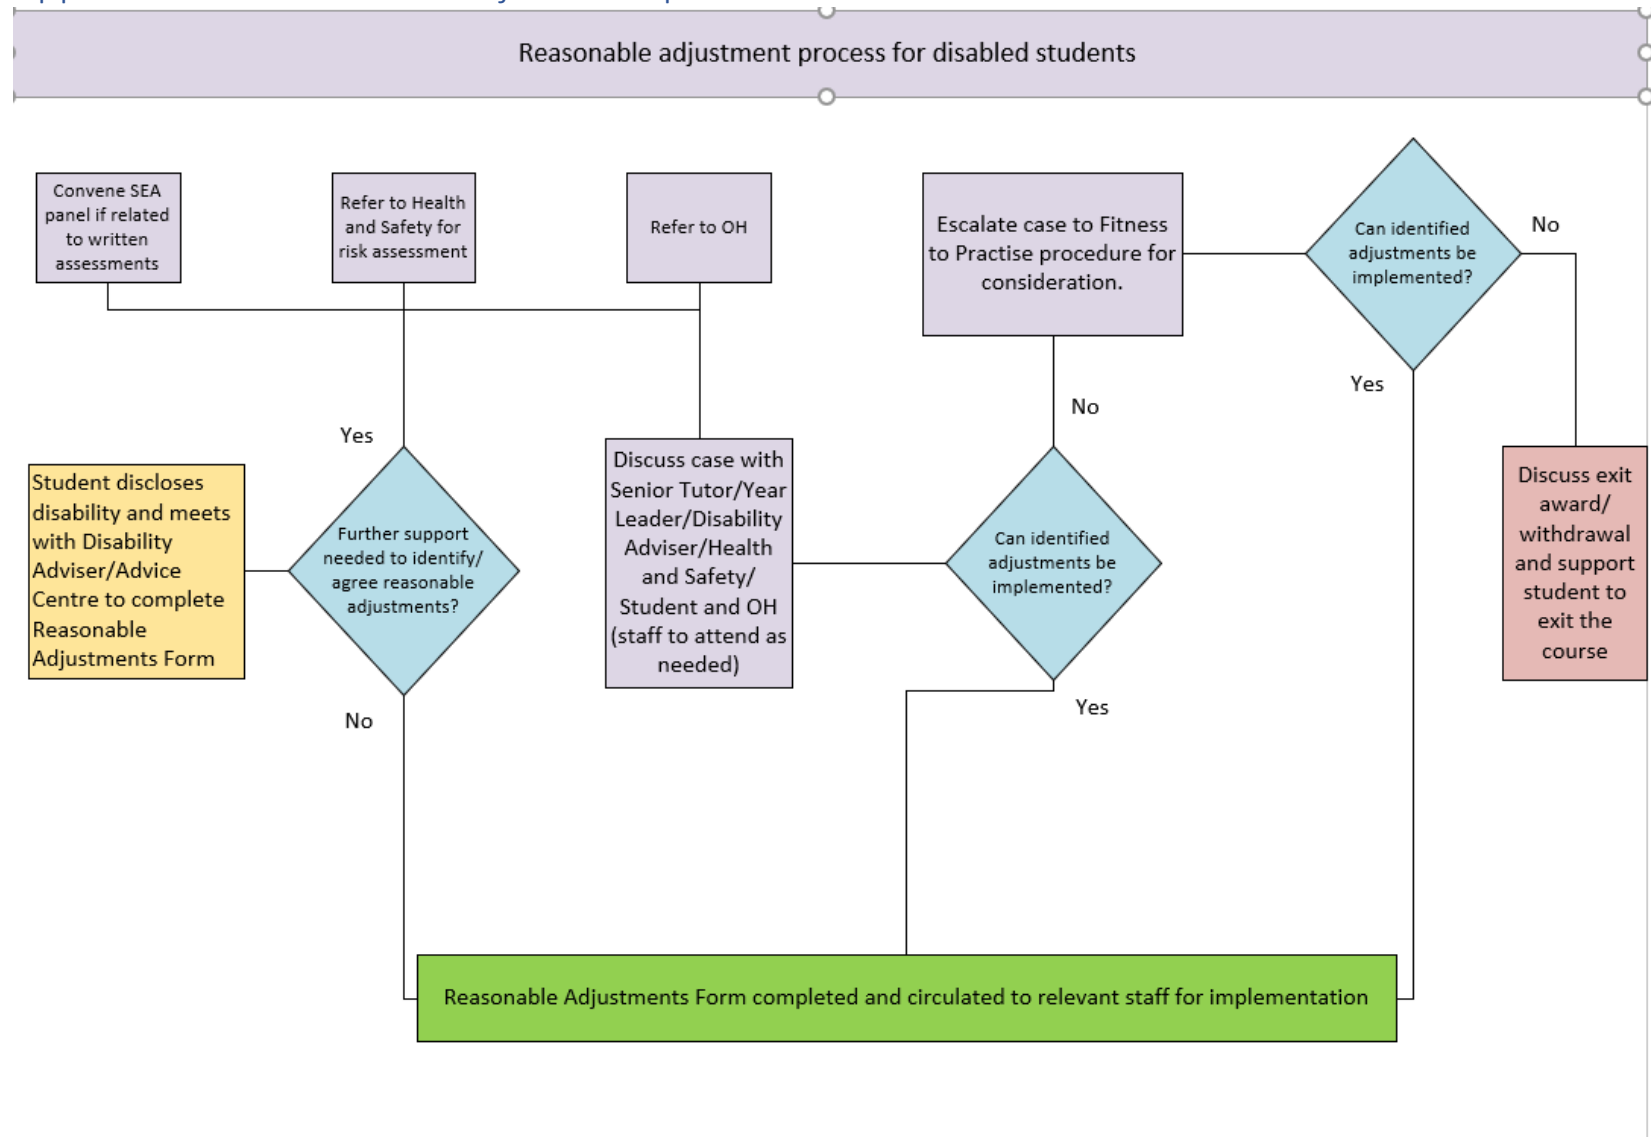 Reasonable adjustment process for disabled students
Convene SEA
panel if related
to written
assessments
Refer to Health
and Safety for
risk assessment
Refer to OH
Escalate case to Fitness
to Practise procedure for
consideration.
Can identified
adjustments be
implemented?
No
Yes
No
Yes
Student discloses
disability and meets
with Disability
Adviser/Advice
Centre to complete
Reasonable
Adjustments Form
Further support
needed to identify/
agree reasonable
adjustments?
Discuss case with
Senior Tutor/Year
Leader/Disability
Adviser/Health
and Safety/
Student and OH
(staff to attend as
needed)
Can identified
adjustments be
implemented?
Discuss exit
award/
withdrawal
and support
student to
exit the
course
No
Yes
Reasonable Adjustments Form completed and circulated to relevant staff for implementation